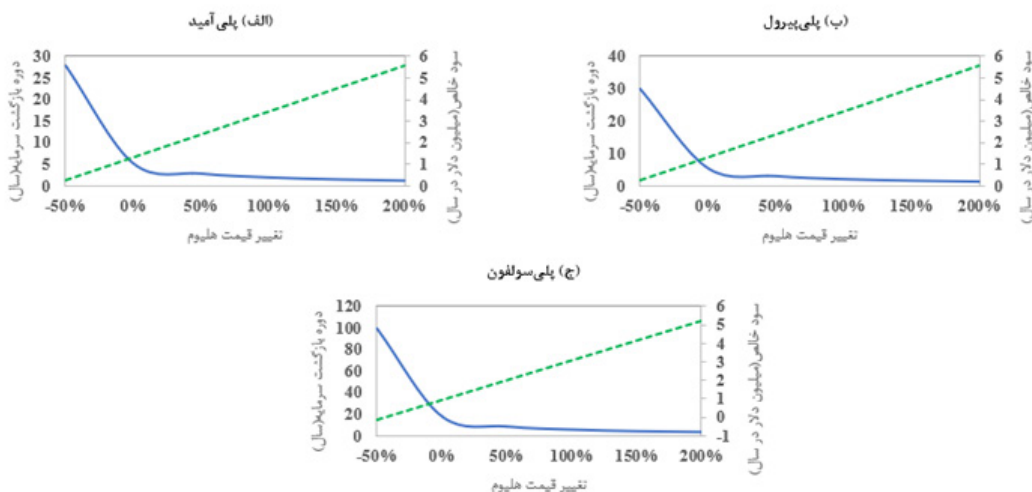 (الف) پلی‌آمید
30
25
20
15
10
5
0
6
5
4
3
2
1
0
-50% 0% 50% 100% 150% 200%
تغییر قیمت هلیوم
دوره بازگشت سرمایه(سال)
سود خالص(میلیون دلار در سال)
(ب) پلی‌پیرول
40
30
20
10
0
6
5
4
3
2
1
0
-50% 0% 50% 100% 150% 200%
تغییر قیمت هلیوم
دوره بازگشت سرمایه(سال)
سود خالص(میلیون دلار در سال)
(ج) پلی‌سولفون
120
100
80
60
40
20
0
6
5
4
3
2
1
0
-1
-50% 0% 50% 100% 150% 200%
تغییر قیمت هلیوم
دوره بازگشت سرمایه(سال)
سود خالص(میلیون دلار در سال)